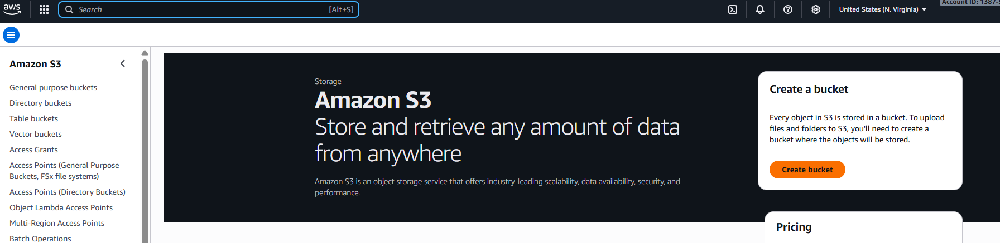 aws
Search [Alt+S]
United States (N. Virginia)
Account ID: 1387-
Amazon S3
General purpose buckets
Directory buckets
Table buckets
Vector buckets
Access Grants
Access Points (General Purpose
Buckets, FSx file systems)
Access Points (Directory Buckets)
Object Lambda Access Points
Multi-Region Access Points
Batch Operations
Storage
Amazon S3
Store and retrieve any amount of data
from anywhere
Amazon S3 is an object storage service that offers industry-leading scalability, data availability, security, and
performance.
Create a bucket
Every object in S3 is stored in a bucket. To upload
files and folders to S3, you'll need to create a
bucket where the objects will be stored.
Create bucket
Pricing